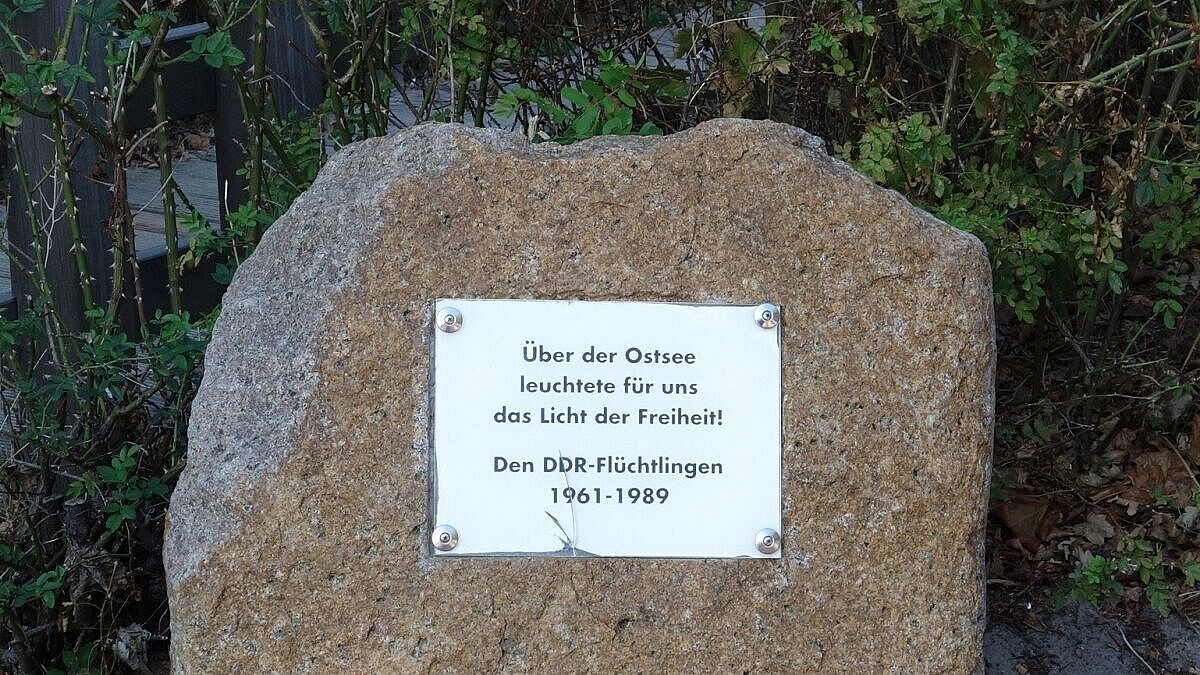 Über der Ostsee
leuchtete für uns
das Licht der Freiheit!
Den DDR-Flüchtlingen
1961-1989